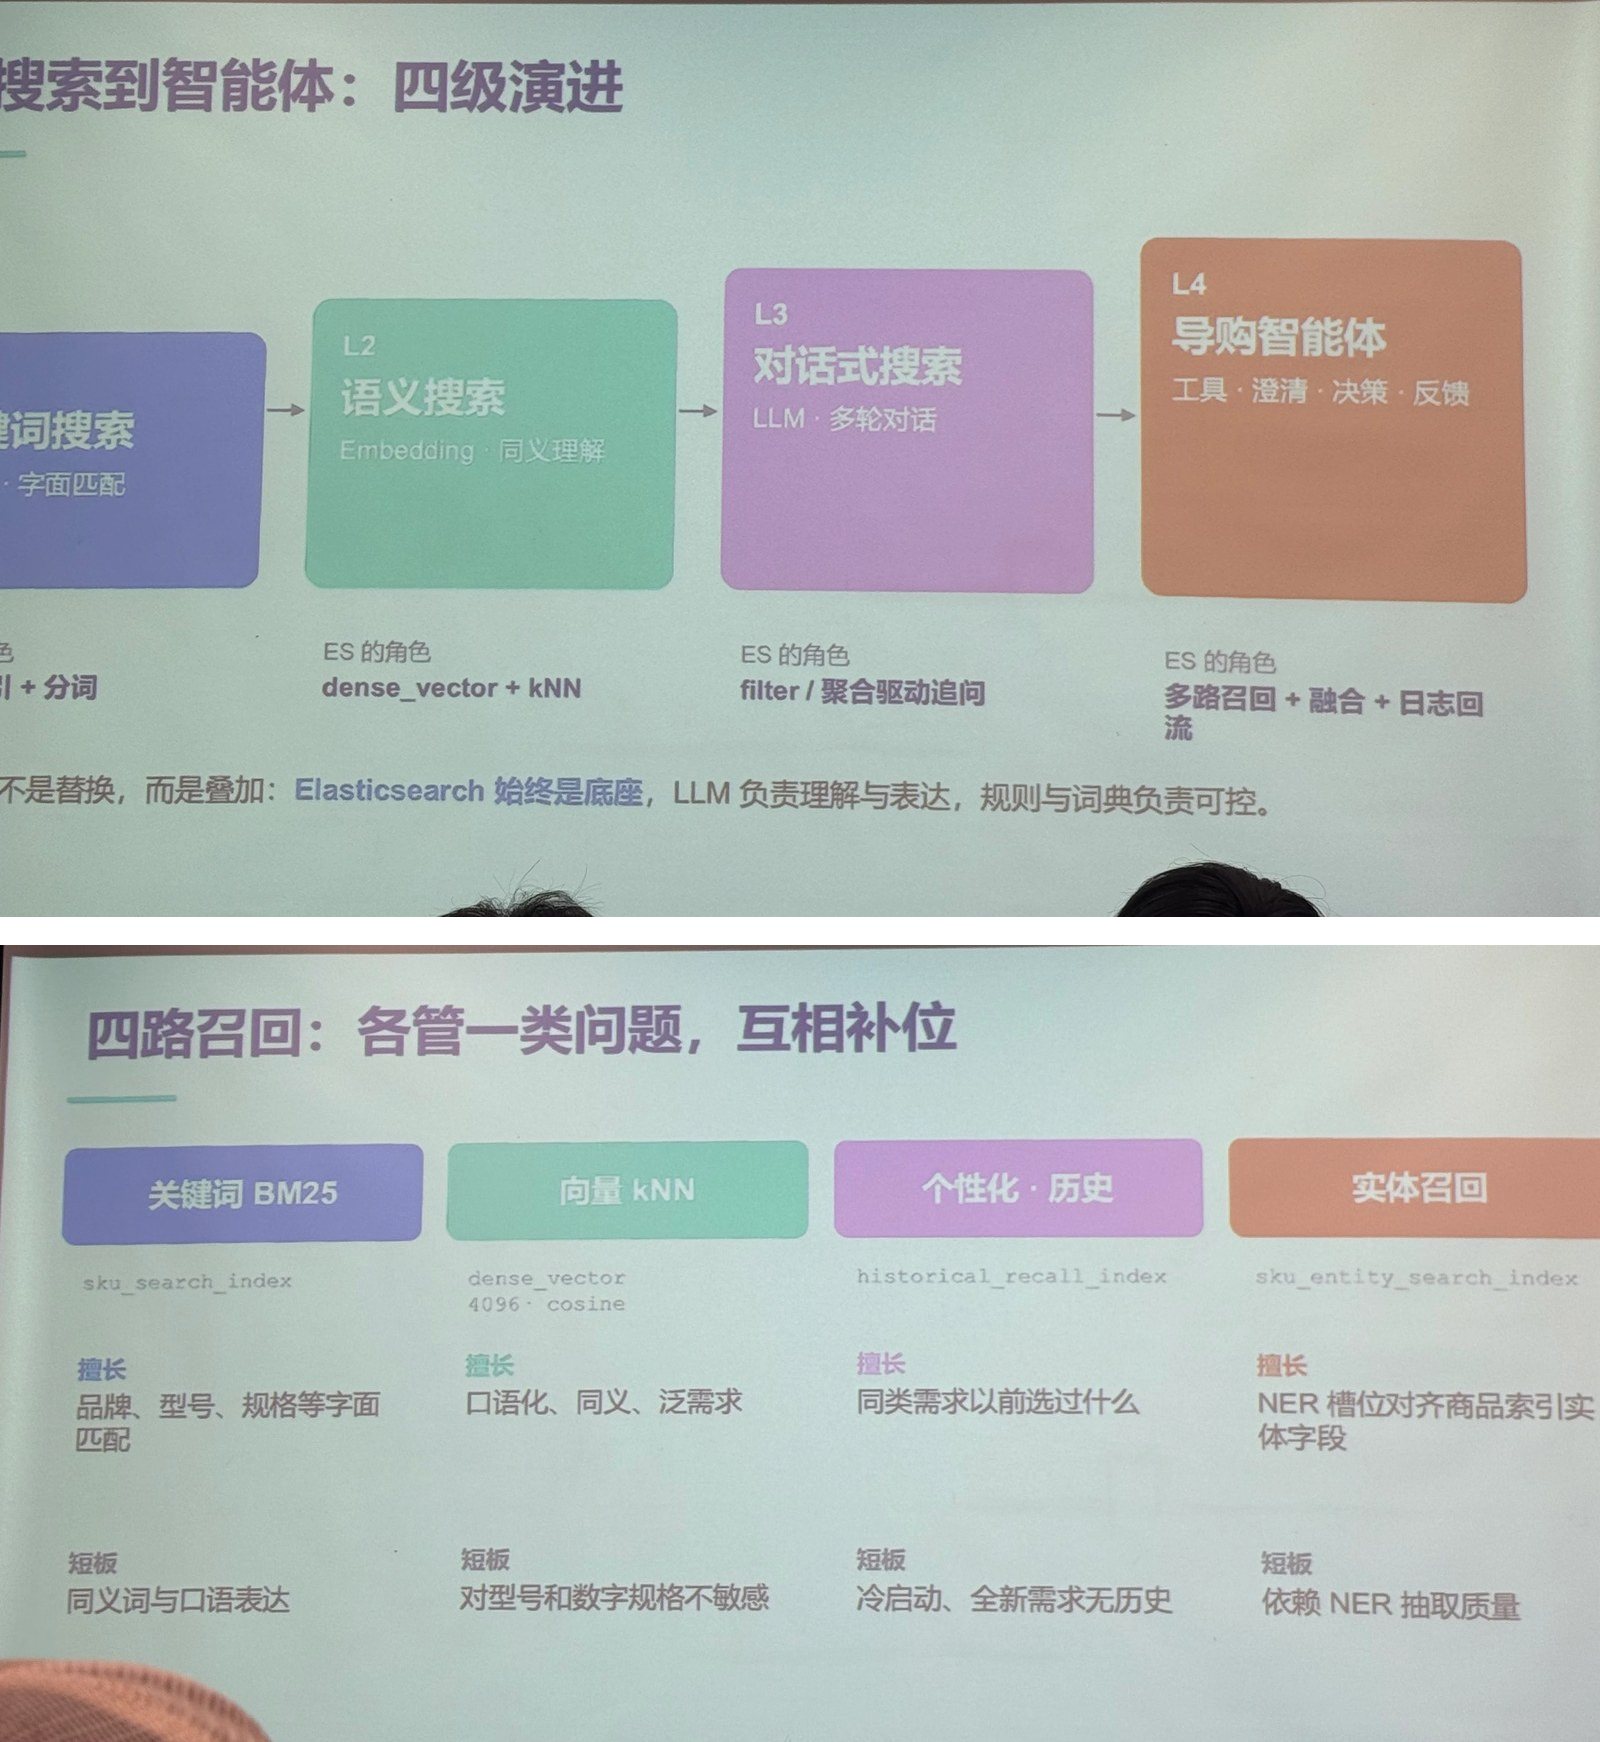 搜索到智能体：四级演进
词搜索
· 字面匹配
L2
语义搜索
Embedding · 同义理解
L3
对话式搜索
LLM · 多轮对话
L4
导购智能体
工具 · 澄清 · 决策 · 反馈
色
+ 分词
ES 的角色
dense_vector + kNN
ES 的角色
filter / 聚合驱动追问
ES 的角色
多路召回 + 融合 + 日志回
流
不是替换，而是叠加：Elasticsearch 始终是底座，LLM 负责理解与表达，规则与词典负责可控。
四路召回：各管一类问题，互相补位
关键词 BM25
sku_search_index
擅长
品牌、型号、规格等字面
匹配
短板
同义词与口语表达
向量 kNN
dense_vector
4096· cosine
擅长
口语化、同义、泛需求
短板
对型号和数字规格不敏感
个性化 · 历史
historical_recall_index
擅长
同类需求以前选过什么
短板
冷启动、全新需求无历史
实体召回
sku_entity_search_index
擅长
NER 槽位对齐商品索引实
体字段
短板
依赖 NER 抽取质量